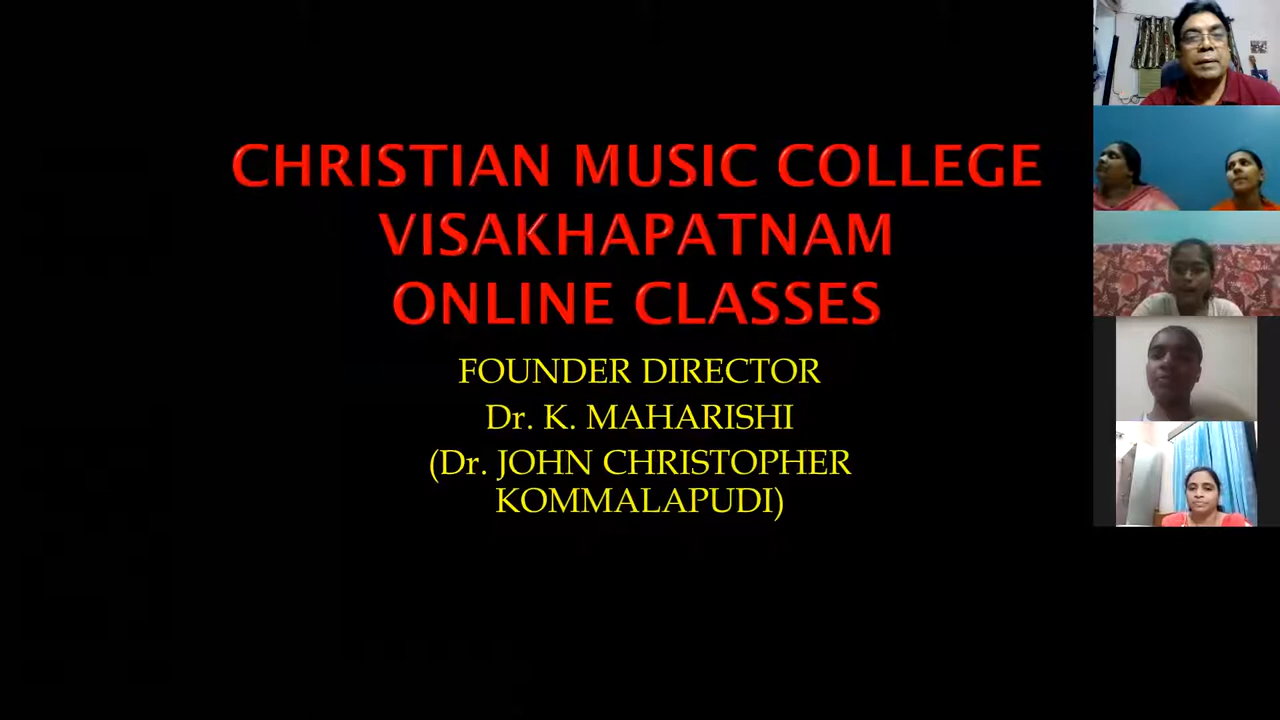 CHRISTIAN MUSIC COLLEGE
VISAKHAPATNAM
ONLINE CLASSES
FOUNDER DIRECTOR
Dr. K. MAHARISHI
(Dr. JOHN CHRISTOPHER
KOMMALAPUDI)